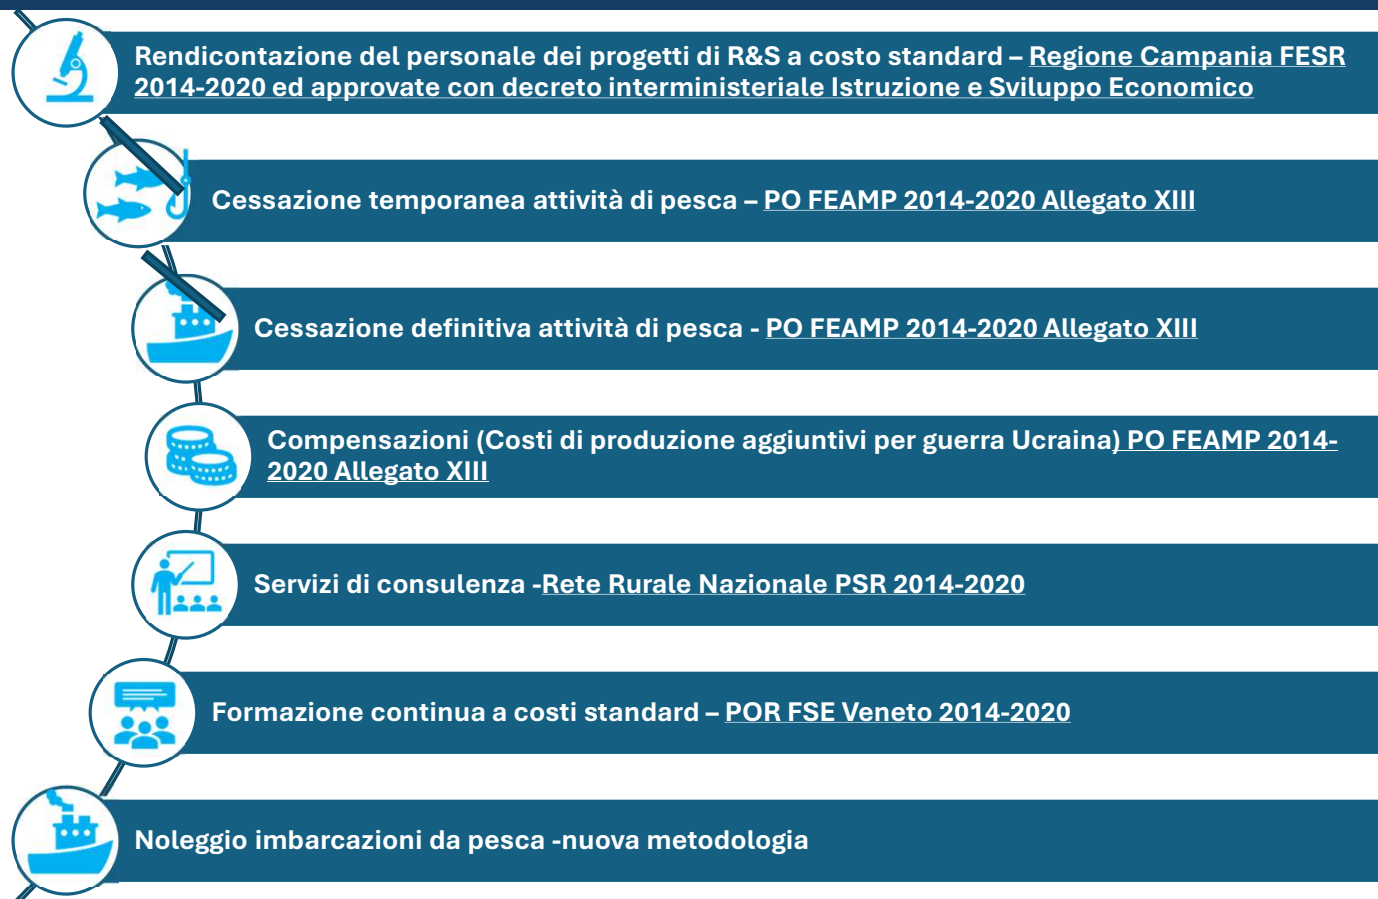 Rendicontazione del personale dei progetti di R&S a costo standard – Regione Campania FESR
2014-2020 ed approvate con decreto interministeriale Istruzione e Sviluppo Economico
Cessazione temporanea attività di pesca – PO FEAMP 2014-2020 Allegato XIII
Cessazione definitiva attività di pesca - PO FEAMP 2014-2020 Allegato XIII
Compensazioni (Costi di produzione aggiuntivi per guerra Ucraina) PO FEAMP 2014-
2020 Allegato XIII
Servizi di consulenza -Rete Rurale Nazionale PSR 2014-2020
Formazione continua a costi standard – POR FSE Veneto 2014-2020
Noleggio imbarcazioni da pesca -nuova metodologia